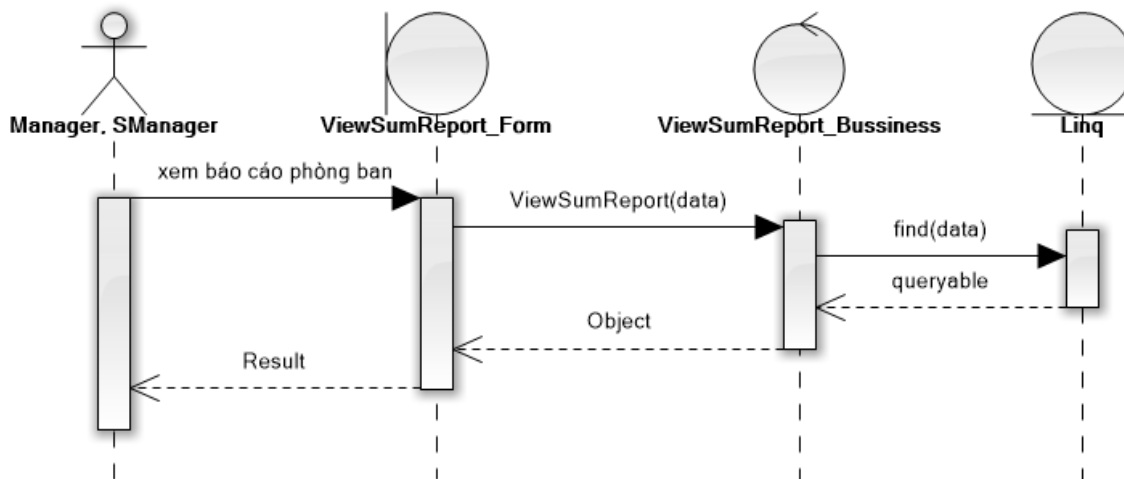 Manager, SManager
ViewSumReport_Form
ViewSumReport_Bussiness
Linq
xem báo cáo phòng ban
ViewSumReport(data)
find(data)
queryable
Object
Result